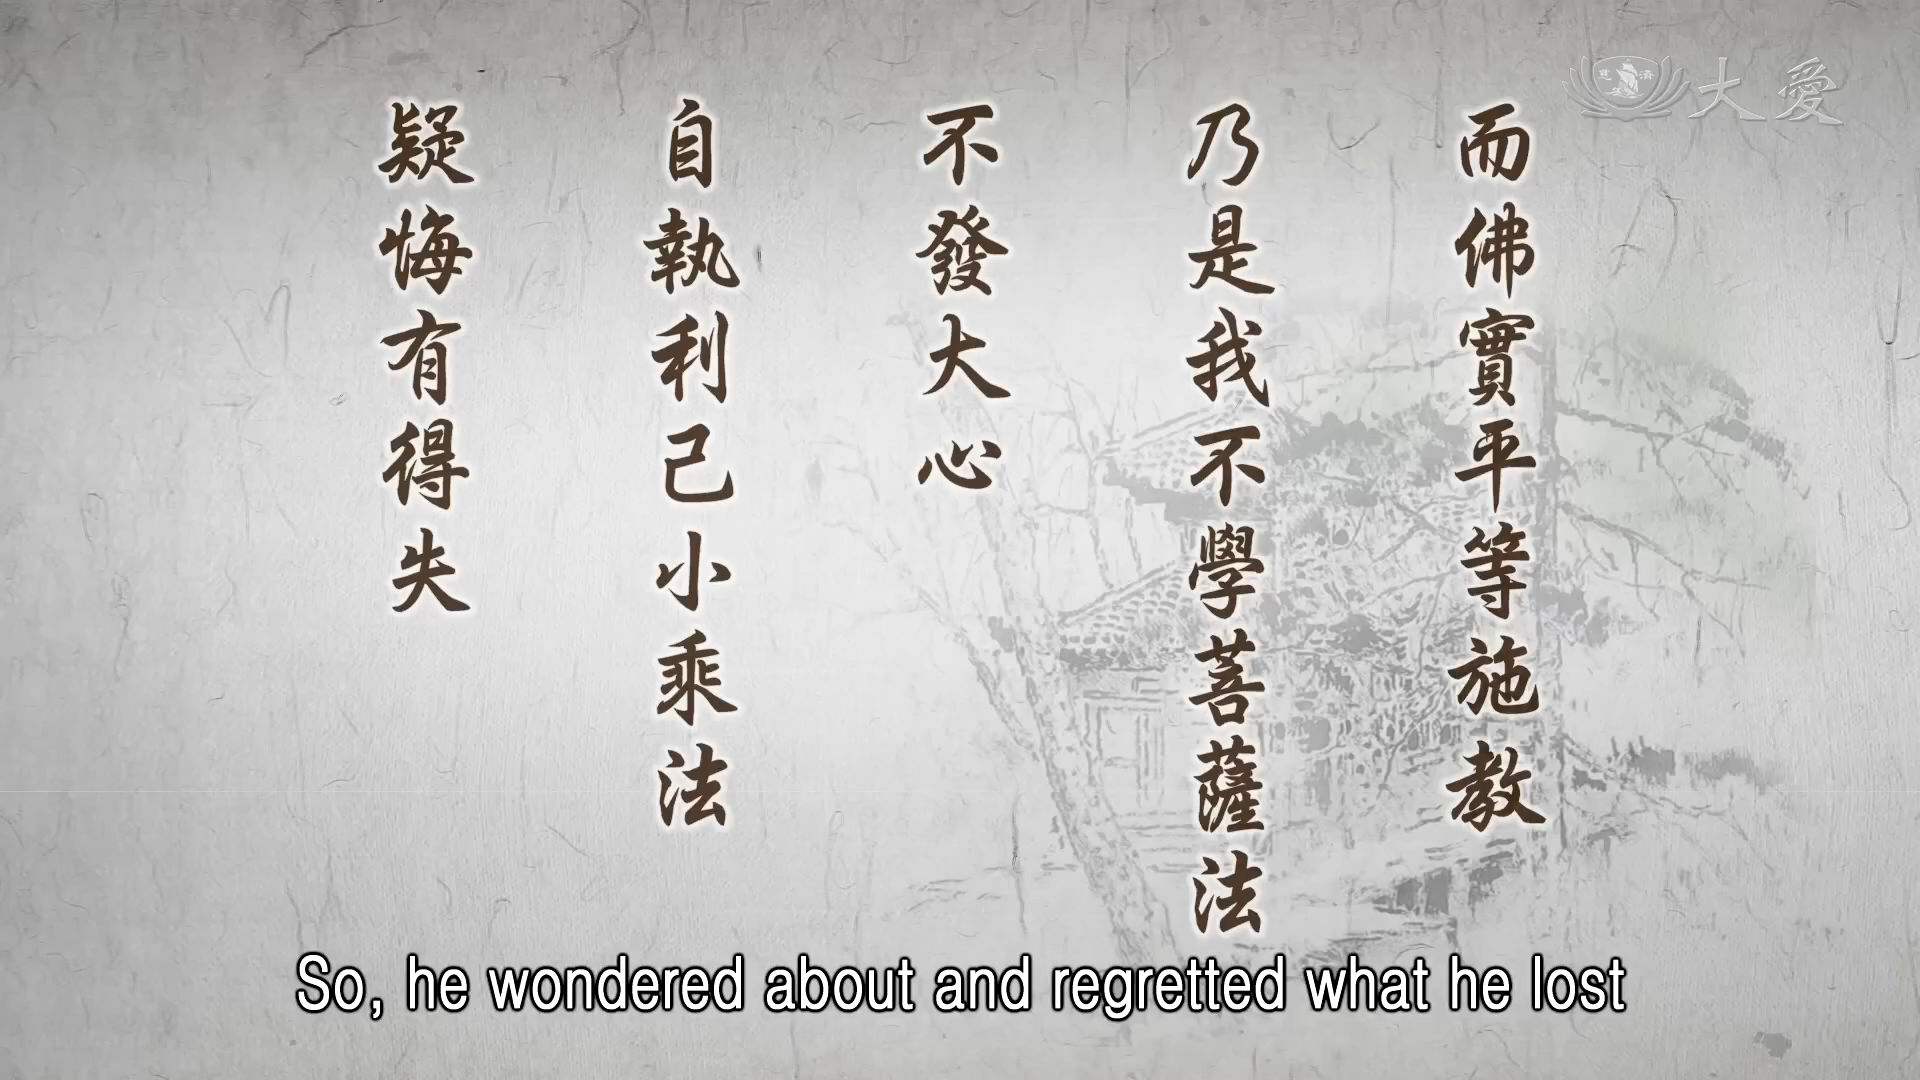 而佛實平等施教
乃是我不學菩薩法
不發大心
自執利己小乘法
疑悔有得失
大愛
慈濟
So, he wondered about and regretted what he lost